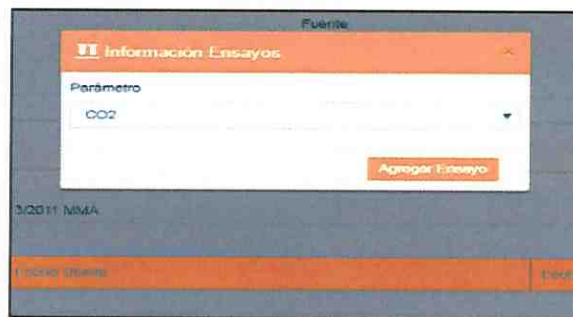 Fuente
Información Ensayos
×
Parámetro
CO2
Agregar Ensayo
3/2011 MMA